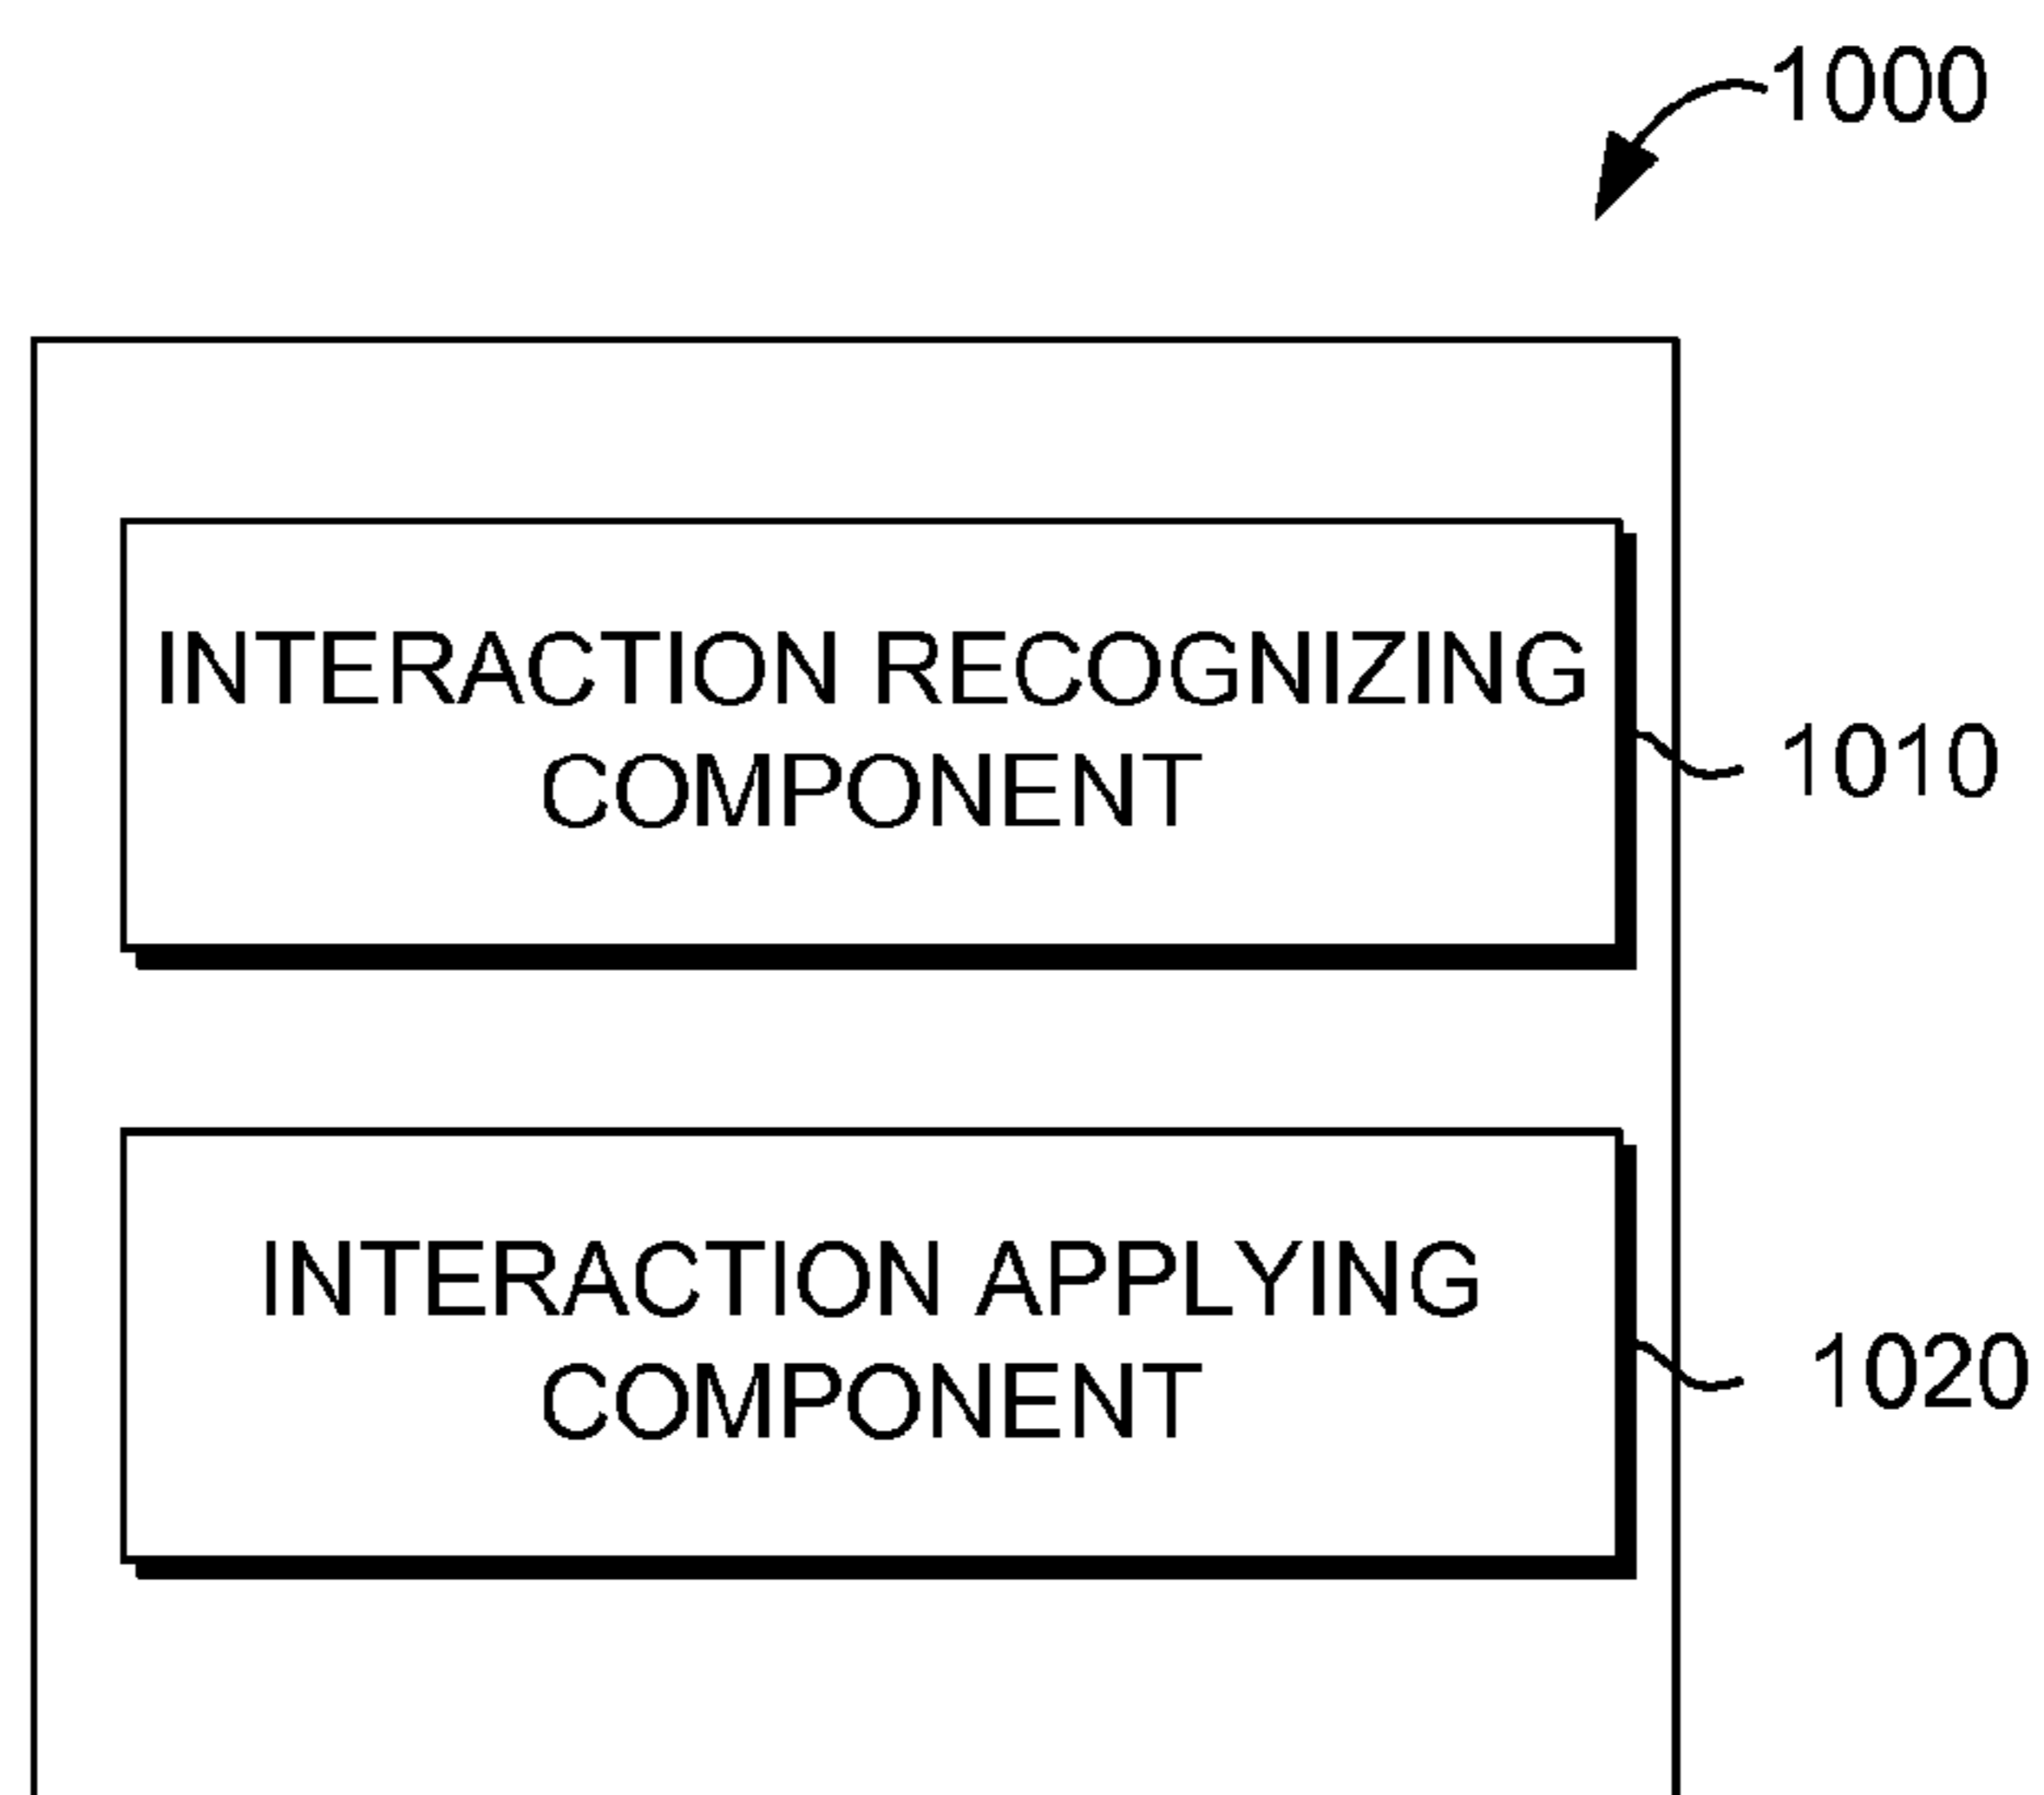 1000
INTERACTION RECOGNIZING
COMPONENT
1010
INTERACTION APPLYING
COMPONENT
1020